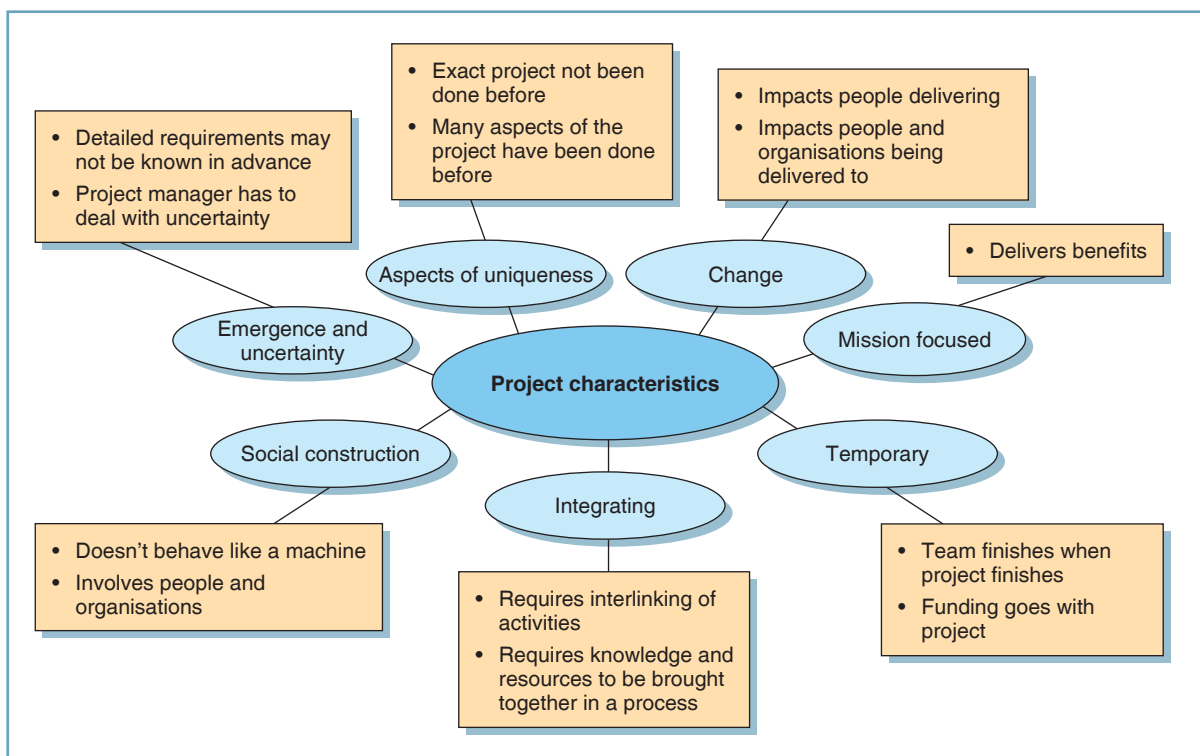 • Exact project not been
done before
• Many aspects of the
project have been done
before
• Impacts people delivering
• Impacts people and
organisations being
delivered to
• Detailed requirements may
not be known in advance
• Project manager has to
deal with uncertainty
• Delivers benefits
Aspects of uniqueness
Change
Emergence and
uncertainty
Mission focused
Project characteristics
Social construction
Temporary
Integrating
• Doesn't behave like a machine
• Involves people and
organisations
• Requires interlinking of
activities
• Requires knowledge and
resources to be brought
together in a process
• Team finishes when
project finishes
• Funding goes with
project